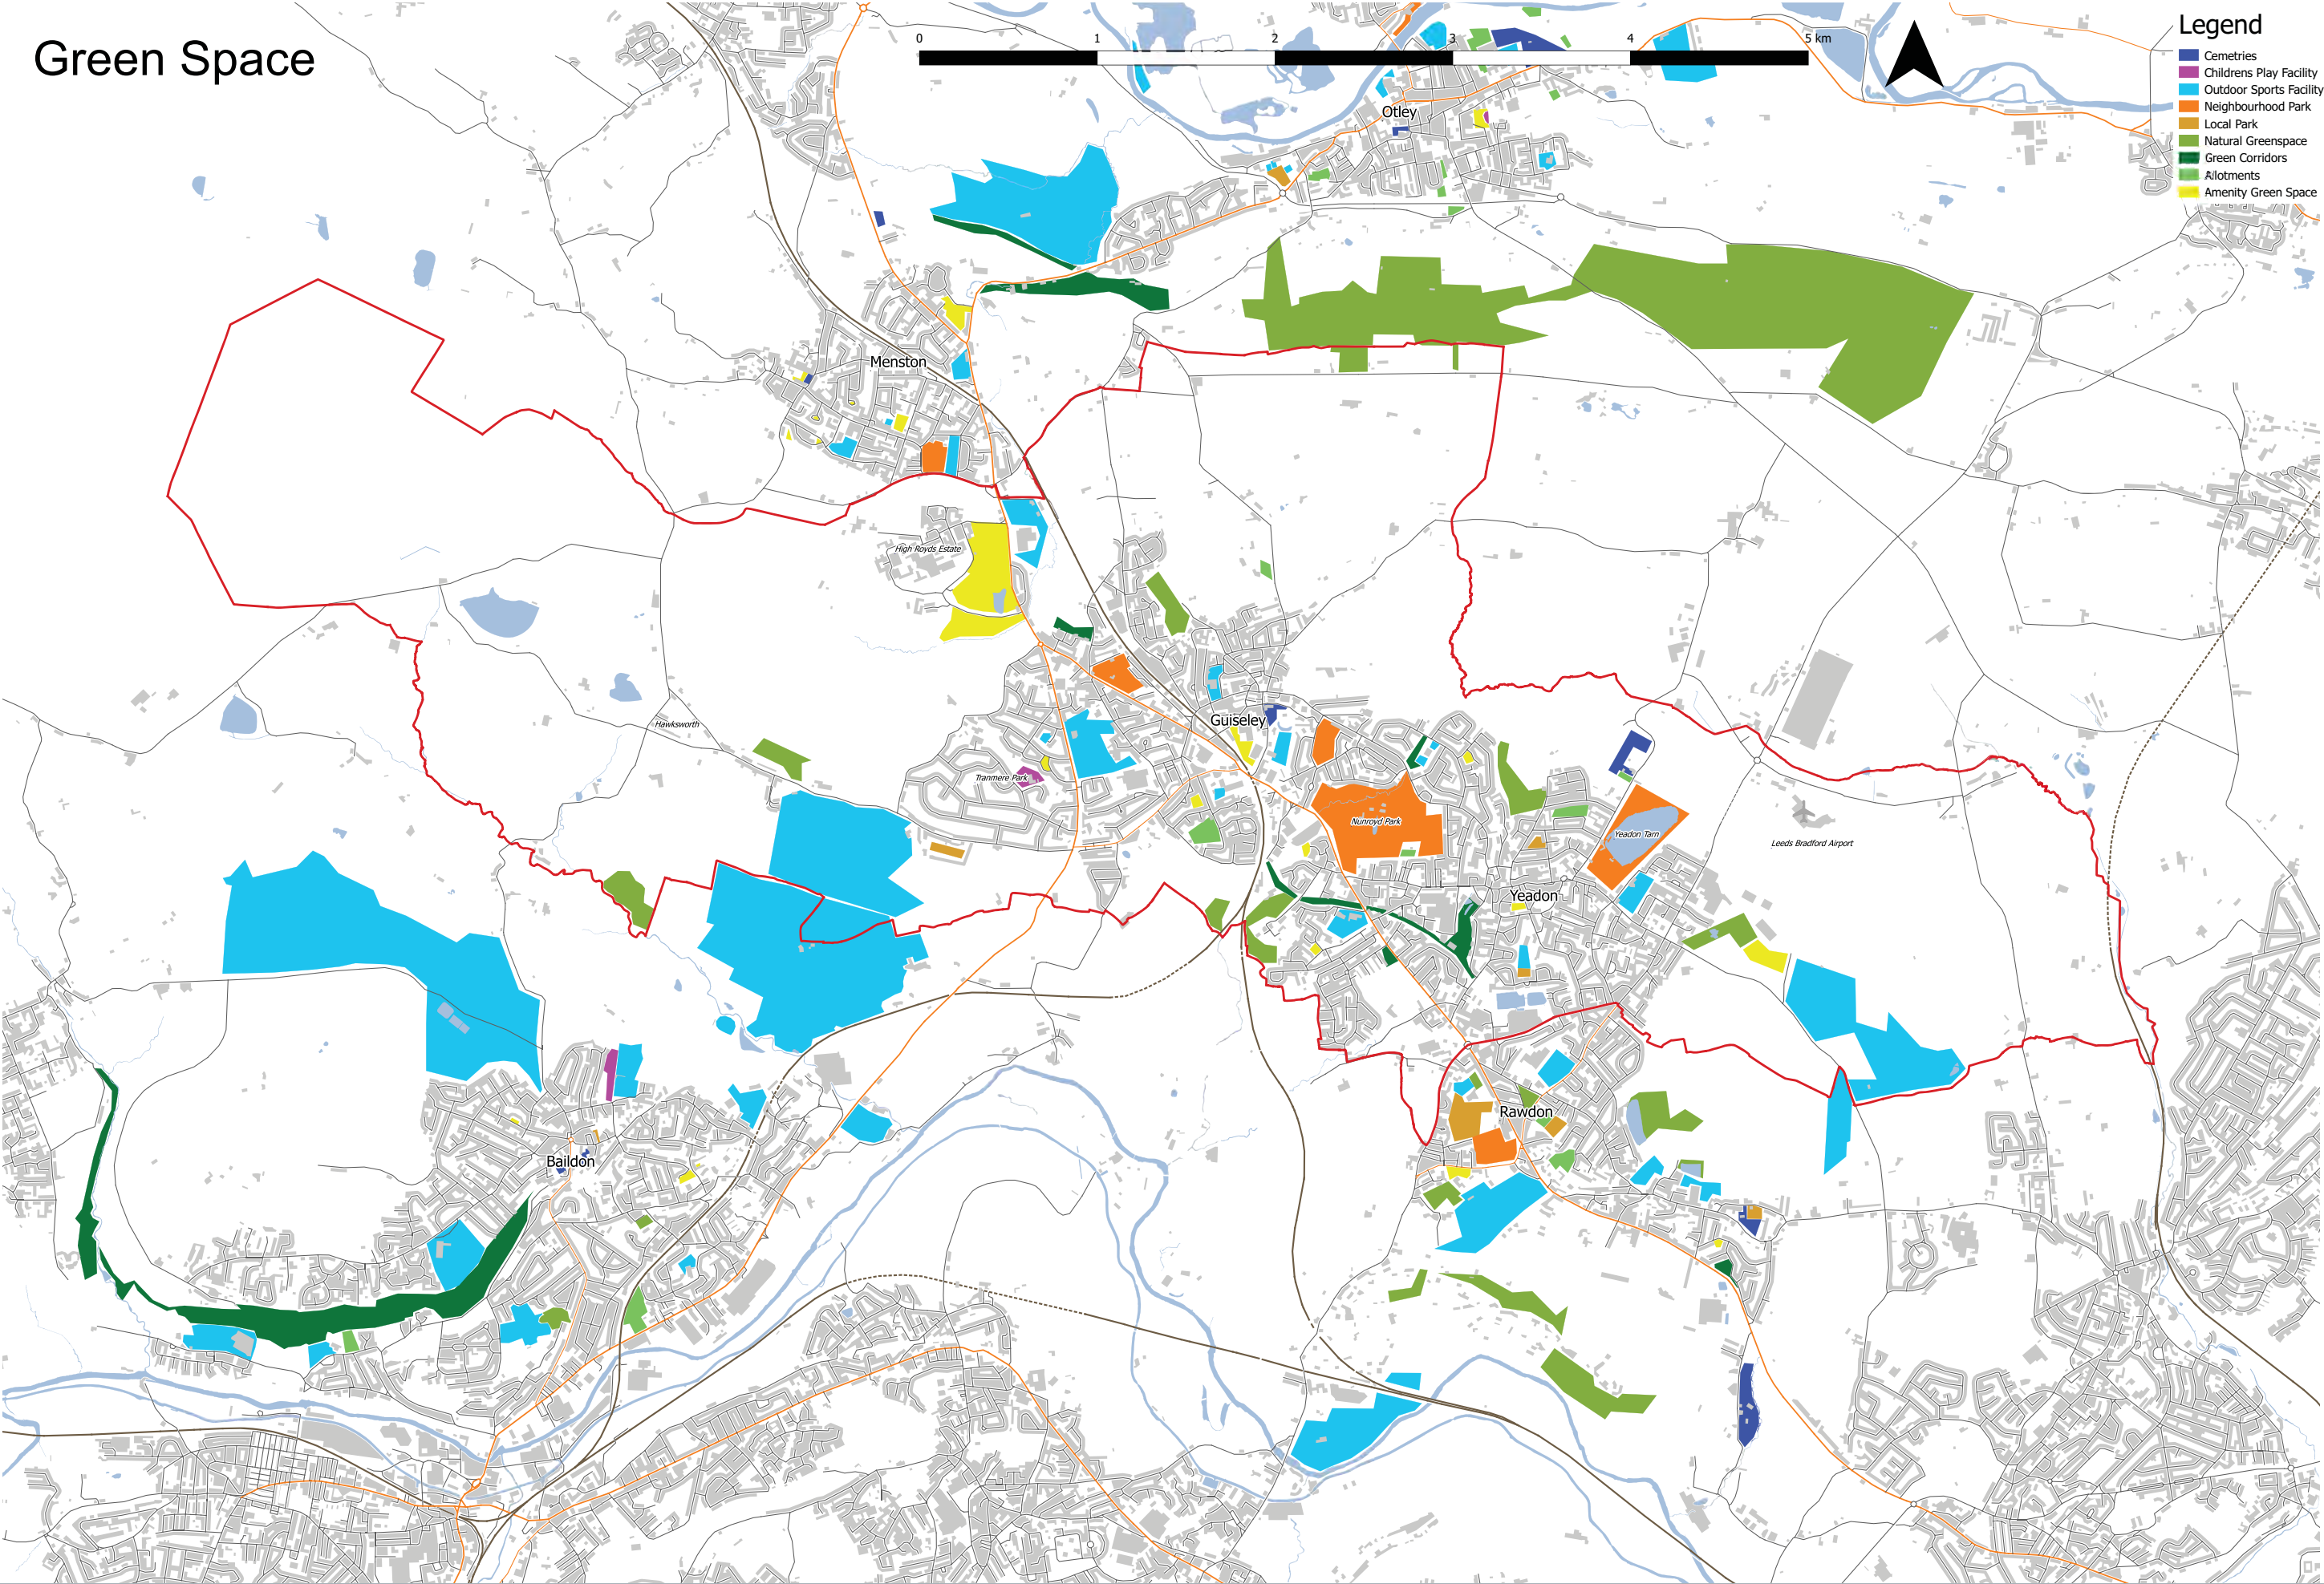 Green Space
0 1 2 3 4 5 km
Legend
Cemetries
Childrens Play Facility
Outdoor Sports Facility
Neighbourhood Park
Local Park
Natural Greenspace
Green Corridors
Allotments
Amenity Green Space
Otley
Menston
High Royds Estate
Hawksworth
Guiseley
Tranmere Park
Nunroyd Park
Yeadon Tarn
Leeds Bradford Airport
Yeadon
Rawdon
Baildon